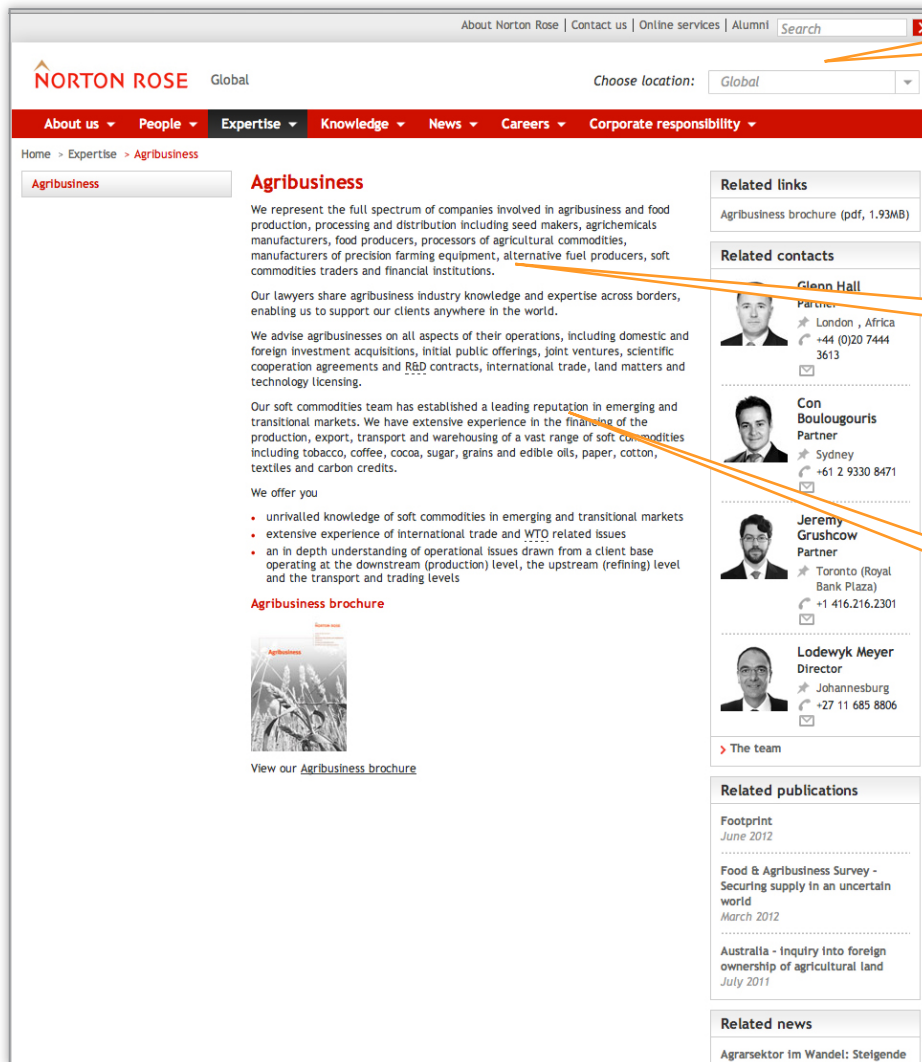 About Norton Rose | Contact us | Online services | Alumni Search
NORTON ROSE Global
Choose location: Global
About us People Expertise Knowledge News Careers Corporate responsibility
Home > Expertise > Agribusiness
Agribusiness
Agribusiness
We represent the full spectrum of companies involved in agribusiness and food
production, processing and distribution including seed makers, agrichemicals
manufacturers, food producers, processors of agricultural commodities,
manufacturers of precision farming equipment, alternative fuel producers, soft
commodities traders and financial institutions.
Our lawyers share agribusiness industry knowledge and expertise across borders,
enabling us to support our clients anywhere in the world.
We advise agribusinesses on all aspects of their operations, including domestic and
foreign investment acquisitions, initial public offerings, joint ventures, scientific
cooperation agreements and R&D contracts, international trade, land matters and
technology licensing.
Our soft commodities team has established a leading reputation in emerging and
transitional markets. We have extensive experience in the financing of the
production, export, transport and warehousing of a vast range of soft commodities
including tobacco, coffee, cocoa, sugar, grains and edible oils, paper, cotton,
textiles and carbon credits.
We offer you
• unrivalled knowledge of soft commodities in emerging and transitional markets
• extensive experience of international trade and WTO related issues
• an in depth understanding of operational issues drawn from a client base
operating at the downstream (production) level, the upstream (refining) level
and the transport and trading levels
Agribusiness brochure
NORTON ROSE
Agribusiness
View our Agribusiness brochure
Related links
Agribusiness brochure (pdf, 1.93MB)
Related contacts
Glenn Hall
Partner
London , Africa
+44 (0)20 7444
3613
Con
Boulougouris
Partner
Sydney
+61 2 9330 8471
Jeremy
Grushcow
Partner
Toronto (Royal
Bank Plaza)
+1 416.216.2301
Lodewyk Meyer
Director
Johannesburg
+27 11 685 8806
> The team
Related publications
Footprint
June 2012
Food & Agribusiness Survey -
Securing supply in an uncertain
world
March 2012
Australia - inquiry into foreign
ownership of agricultural land
July 2011
Related news
Agrarsektor im Wandel: Steigende